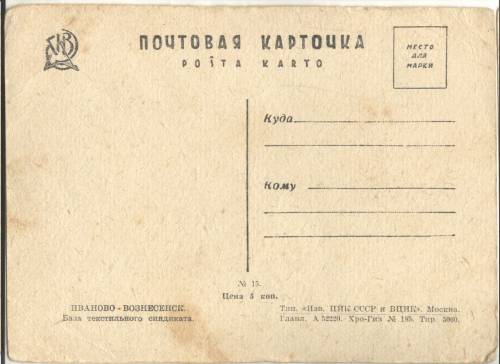 ПОЧТОВАЯ КАРТОЧКА
POŜTA KARTO
МЕСТО
ДЛЯ
МАРКИ
Куда
Кому
№ 15.
Цена 5 коп.
ИВАНОВО-ВОЗНЕСЕНСК.
База текстильного синдиката.
Тип. «Изв. ЦИК СССР и ВЦИК». Москва.
Главл. А 52220. Хро-Гиз № 185. Тир. 5000.